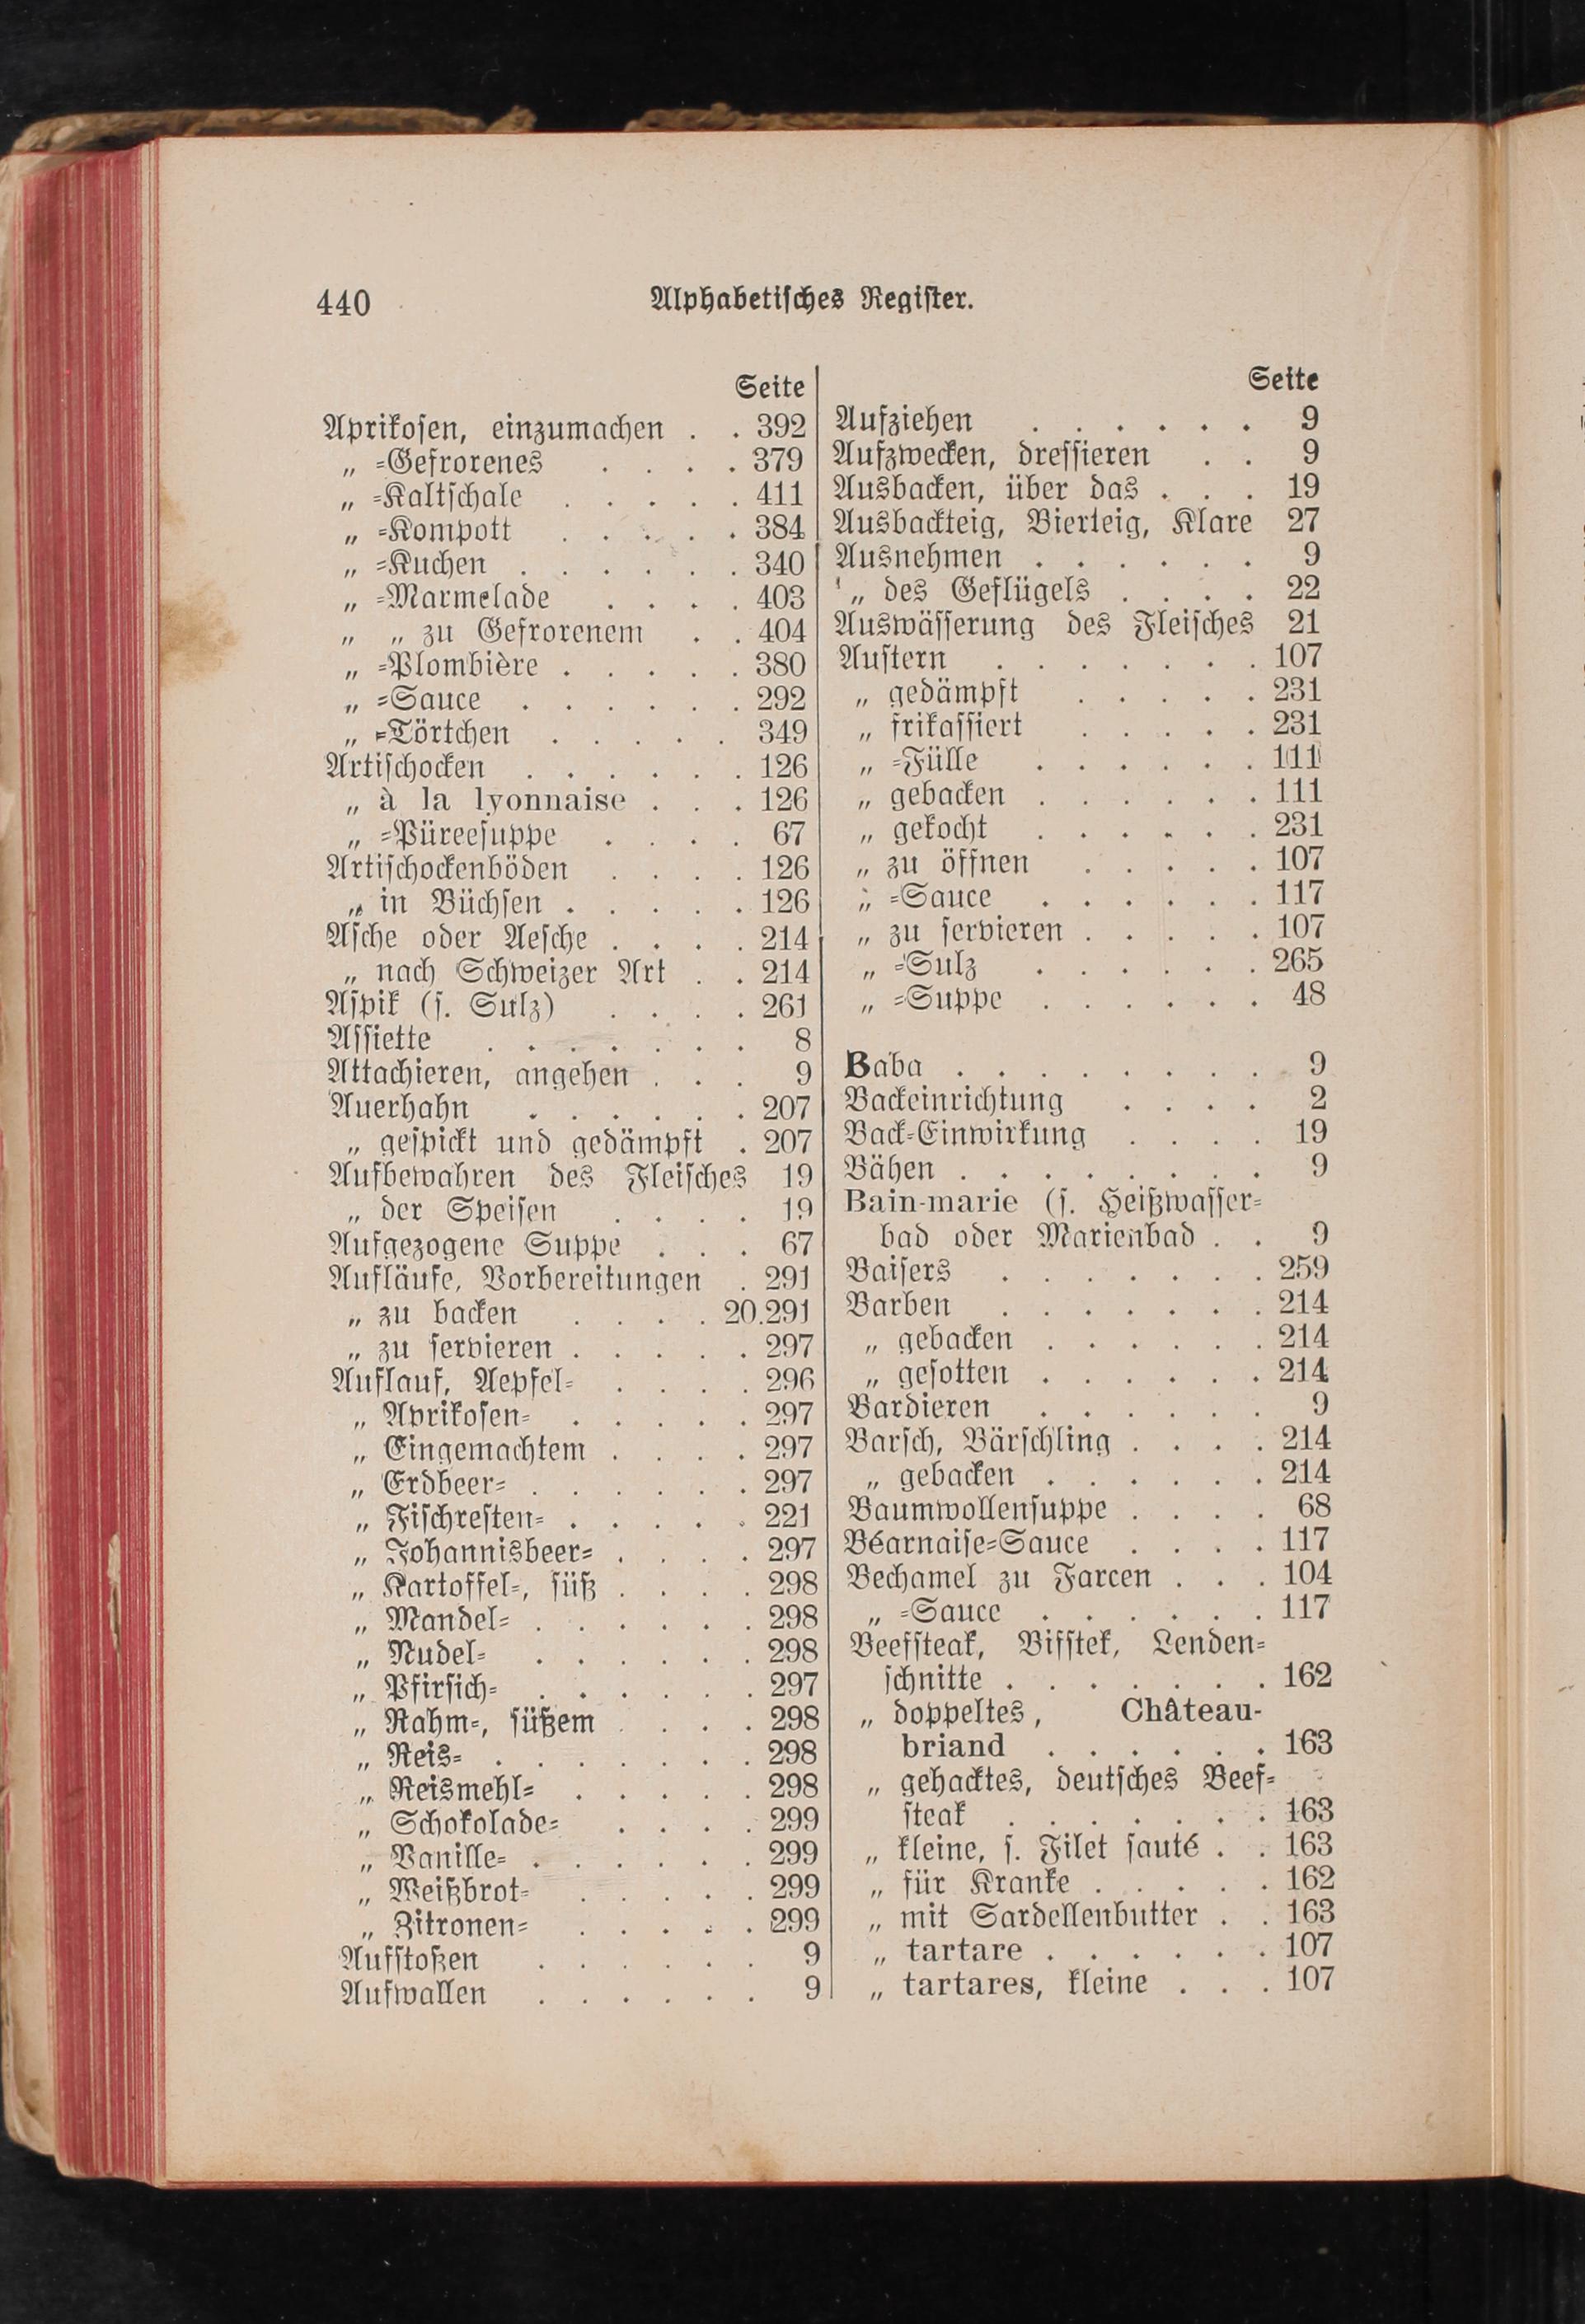 440 Alphabetisches Register.
Seite
Aprikosen, einzumachen . . 392
„ =Gefrorenes . . . . 379
„ =Kaltschale . . . . . 411
„ =Kompott . . . . . 384
„ =Kuchen . . . . . . 340
„ =Marmelade . . . . 403
„ „ zu Gefrorenem . . 404
„ =Plombière . . . . . 380
„ =Sauce . . . . . . 292
„ =Törtchen . . . . . 349
Artischocken . . . . . . 126
„ à la lyonnaise . . . 126
„ =Püreesuppe . . . . 67
Artischockenböden . . . . 126
„ in Büchsen . . . . . 126
Asche oder Aesche . . . . 214
„ nach Schweizer Art . . 214
Aspik (s. Sulz) . . . . 261
Assiette . . . . . . . 8
Attachieren, angehen . . . 9
Auerhahn . . . . . . 207
„ gespickt und gedämpft . 207
Aufbewahren des Fleisches 19
„ der Speisen . . . . 19
Aufgezogene Suppe . . . 67
Aufläufe, Vorbereitungen . 291
„ zu backen . . . . 20.291
„ zu servieren . . . . . 297
Auflauf, Aepfel= . . . . 296
„ Aprikosen= . . . . . 297
„ Eingemachtem . . . . 297
„ Erdbeer= . . . . . . 297
„ Fischresten= . . . . . 221
„ Johannisbeer= . . . . 297
„ Kartoffel=, süß . . . . 298
„ Mandel= . . . . . . 298
„ Nudel= . . . . . . 298
„ Pfirsich= . . . . . . 297
„ Rahm=, süßem . . . . 298
„ Reis= . . . . . . . 298
„ Reismehl= . . . . . 298
„ Schokolade= . . . . 299
„ Vanille= . . . . . . 299
„ Weißbrot= . . . . . 299
„ Zitronen= . . . . . 299
Aufstoßen . . . . . . 9
Aufwallen . . . . . . 9
Seite
Aufziehen . . . . . . 9
Aufzwecken, dressieren . . 9
Ausbacken, über das . . . 19
Ausbackteig, Bierteig, Klare 27
Ausnehmen . . . . . . 9
„ des Geflügels . . . . 22
Auswässerung des Fleisches 21
Austern . . . . . . . 107
„ gedämpft . . . . . 231
„ frikassiert . . . . . 231
„ =Fülle . . . . . . 111
„ gebacken . . . . . . 111
„ gekocht . . . . . . 231
„ zu öffnen . . . . . 107
„ =Sauce . . . . . . 117
„ zu servieren . . . . . 107
„ =Sulz . . . . . . 265
„ =Suppe . . . . . . 48
Baba . . . . . . . . 9
Backeinrichtung . . . . 2
Back=Einwirkung . . . . 19
Bähen . . . . . . . . 9
Bain-marie (s. Heißwasser=
bad oder Marienbad . . 9
Baisers . . . . . . . 259
Barben . . . . . . . 214
„ gebacken . . . . . . 214
„ gesotten . . . . . . 214
Bardieren . . . . . . 9
Barsch, Bärschling . . . . 214
„ gebacken . . . . . . 214
Baumwollensuppe . . . . 68
Béarnaise=Sauce . . . . 117
Bechamel zu Farcen . . . 104
„ =Sauce . . . . . . 117
Beefsteak, Bifstek, Lenden=
schnitte . . . . . . . 162
„ doppeltes, Château-
briand . . . . . . 163
„ gehacktes, deutsches Beef=
steak . . . . . . . 163
„ kleine, s. Filet sauté . . 163
„ für Kranke . . . . . 162
„ mit Sardellenbutter . . 163
„ tartare . . . . . . 107
„ tartares, kleine . . . 107